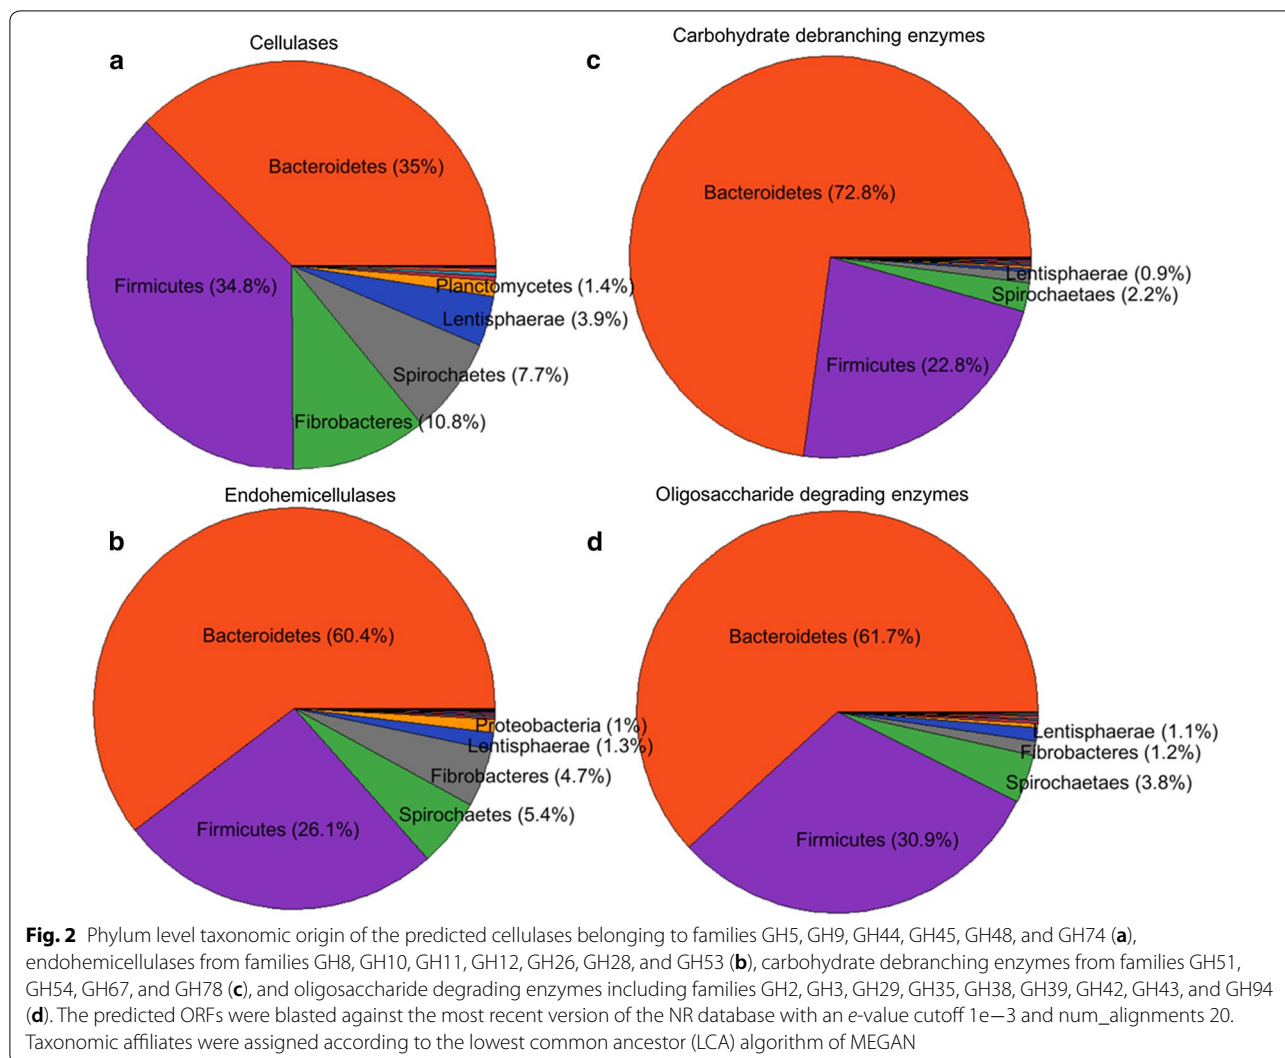 Cellulases
a
Bacteroidetes (35%)
Firmicutes (34.8%)
Planctomycetes (1.4%)
Lentisphaerae (3.9%)
Spirochaetes (7.7%)
Fibrobacteres (10.8%)
Carbohydrate debranching enzymes
c
Bacteroidetes (72.8%)
Lentisphaerae (0.9%)
Spirochaetaes (2.2%)
Firmicutes (22.8%)
Endohemicellulases
b
Bacteroidetes (60.4%)
Proteobacteria (1%)
Lentisphaerae (1.3%)
Fibrobacteres (4.7%)
Spirochaetes (5.4%)
Firmicutes (26.1%)
Oligosaccharide degrading enzymes
d
Bacteroidetes (61.7%)
Lentisphaerae (1.1%)
Fibrobacteres (1.2%)
Spirochaetaes (3.8%)
Firmicutes (30.9%)
Fig. 2 Phylum level taxonomic origin of the predicted cellulases belonging to families GH5, GH9, GH44, GH45, GH48, and GH74 (a),
endohemicellulases from families GH8, GH10, GH11, GH12, GH26, GH28, and GH53 (b), carbohydrate debranching enzymes from families GH51,
GH54, GH67, and GH78 (c), and oligosaccharide degrading enzymes including families GH2, GH3, GH29, GH35, GH38, GH39, GH42, GH43, and GH94
(d). The predicted ORFs were blasted against the most recent version of the NR database with an e-value cutoff 1e−3 and num_alignments 20.
Taxonomic affiliates were assigned according to the lowest common ancestor (LCA) algorithm of MEGAN